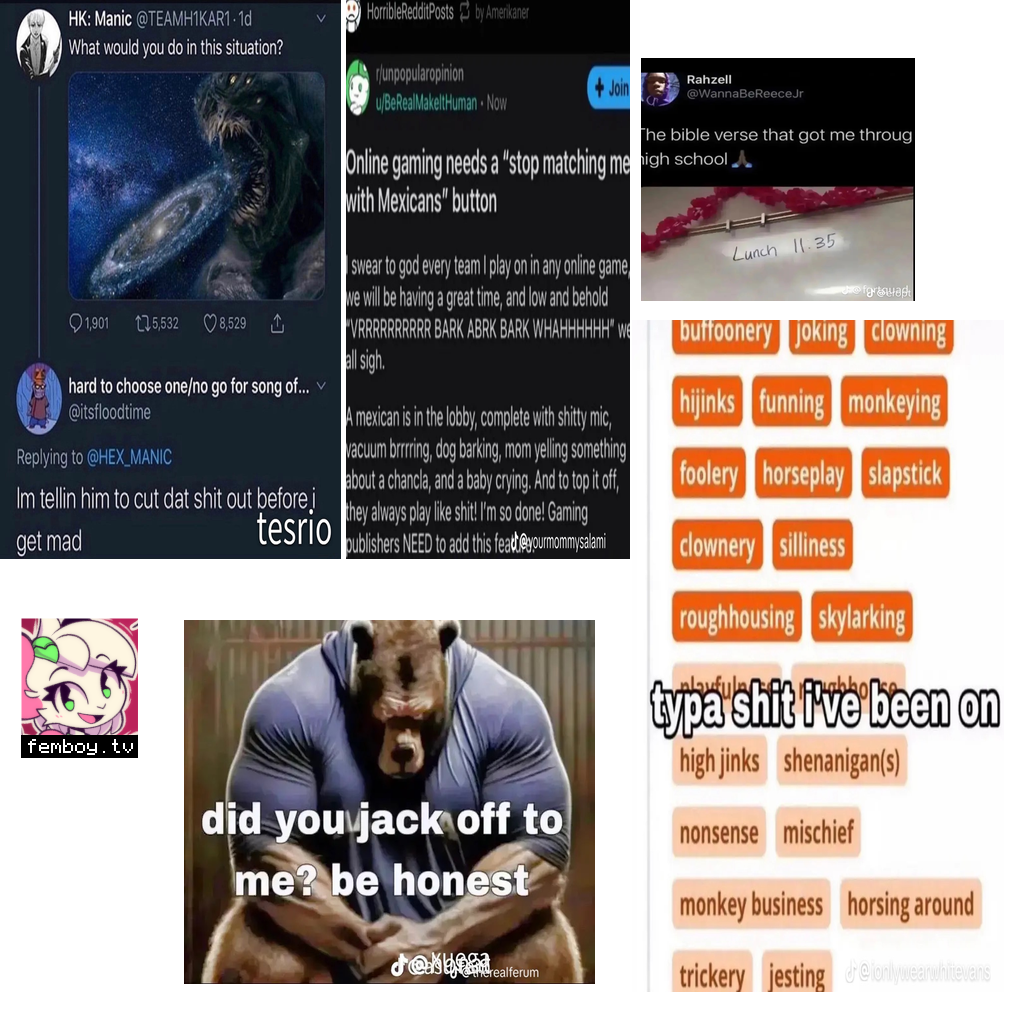 HK: Manic @TEAMH1KAR1 · 1d
What would you do in this situation?
1,901 5,532 8,529
hard to choose one/no go for song of...
@itsfloodtime
Replying to @HEX_MANIC
Im tellin him to cut dat shit out before i
get mad
tesrio
HorribleRedditPosts by Amerikaner
r/unpopularopinion
u/BeRealMakeItHuman • Now
Join
Online gaming needs a “stop matching me
with Mexicans” button
I swear to god every team I play on in any online game,
we will be having a great time, and low and behold
“VRRRRRRRRRR BARK ABRK BARK WHAHHHHHH” we
all sigh.
A mexican is in the lobby, complete with shitty mic,
vacuum brrrring, dog barking, mom yelling something
about a chancla, and a baby crying. And to top it off,
they always play like shit! I'm so done! Gaming
publishers NEED to add this feature.
@yourmommysalami
Rahzell
@WannaBeReeceJr
The bible verse that got me throug
high school
Lunch 11:35
buffoonery joking clowning
hijinks funning monkeying
foolery horseplay slapstick
clownery silliness
roughhousing skylarking
typa shit i've been on
high jinks shenanigan(s)
nonsense mischief
monkey business horsing around
trickery jesting
@ionlywearwhitevans
femboy.tv
did you jack off to
me? be honest
@therealferum